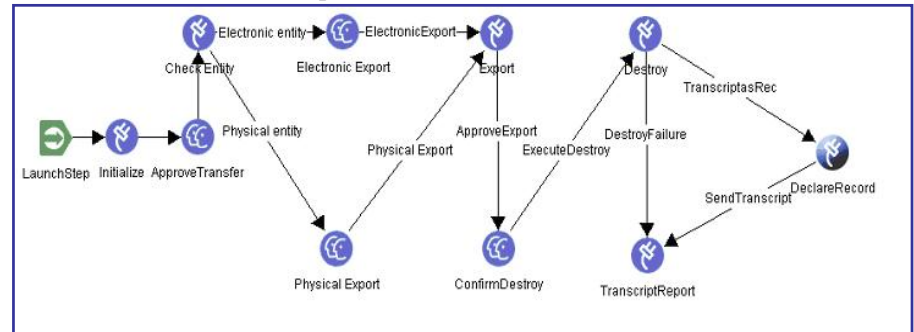 Electronic entity
ElectronicExport
Check Entity
Electronic Export
Export
Destroy
TranscriptasRec
Physical entity
Physical Export
ApproveExport
ExecuteDestroy
DestroyFailure
LaunchStep
Initialize
ApproveTransfer
DeclareRecord
SendTranscript
Physical Export
ConfirmDestroy
TranscriptReport